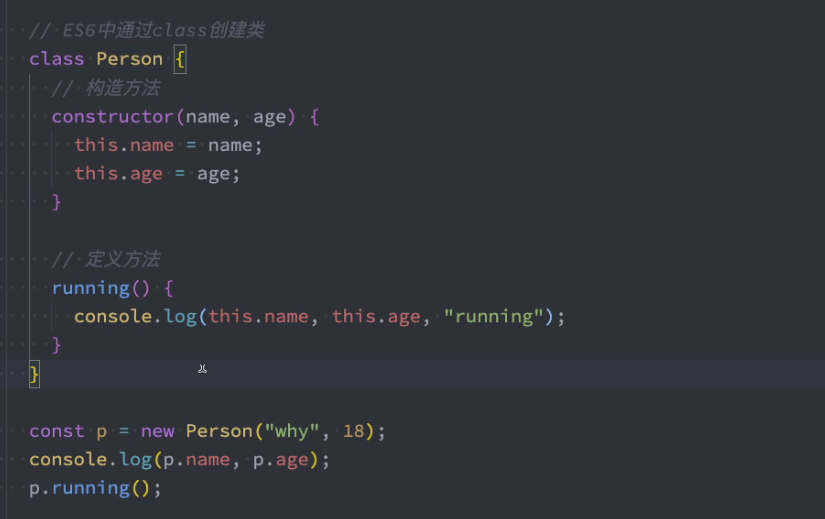 // ES6中通过class创建类
class Person {
// 构造方法
constructor(name, age) {
this.name = name;
this.age = age;
}
// 定义方法
running() {
console.log(this.name, this.age, "running");
}
}
const p = new Person("why", 18);
console.log(p.name, p.age);
p.running();